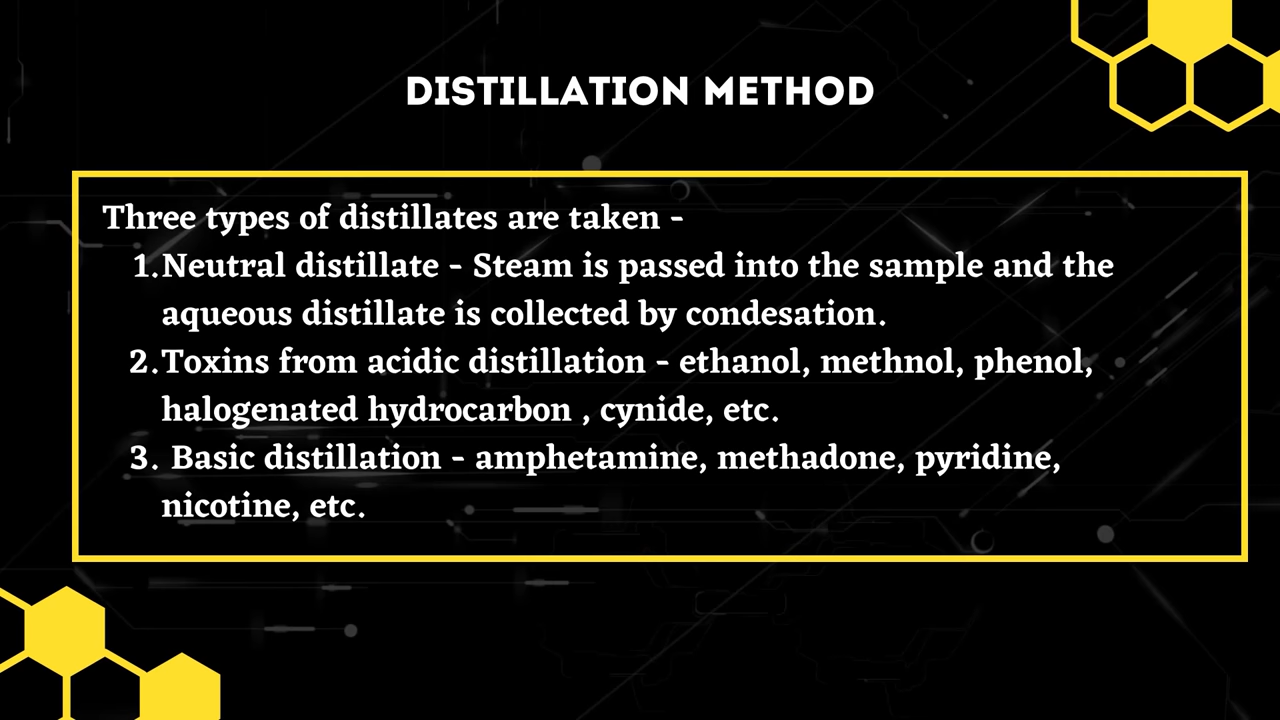 DISTILLATION METHOD
Three types of distillates are taken -
1.Neutral distillate - Steam is passed into the sample and the
aqueous distillate is collected by condesation.
2.Toxins from acidic distillation - ethanol, methnol, phenol,
halogenated hydrocarbon , cynide, etc.
3. Basic distillation - amphetamine, methadone, pyridine,
nicotine, etc.